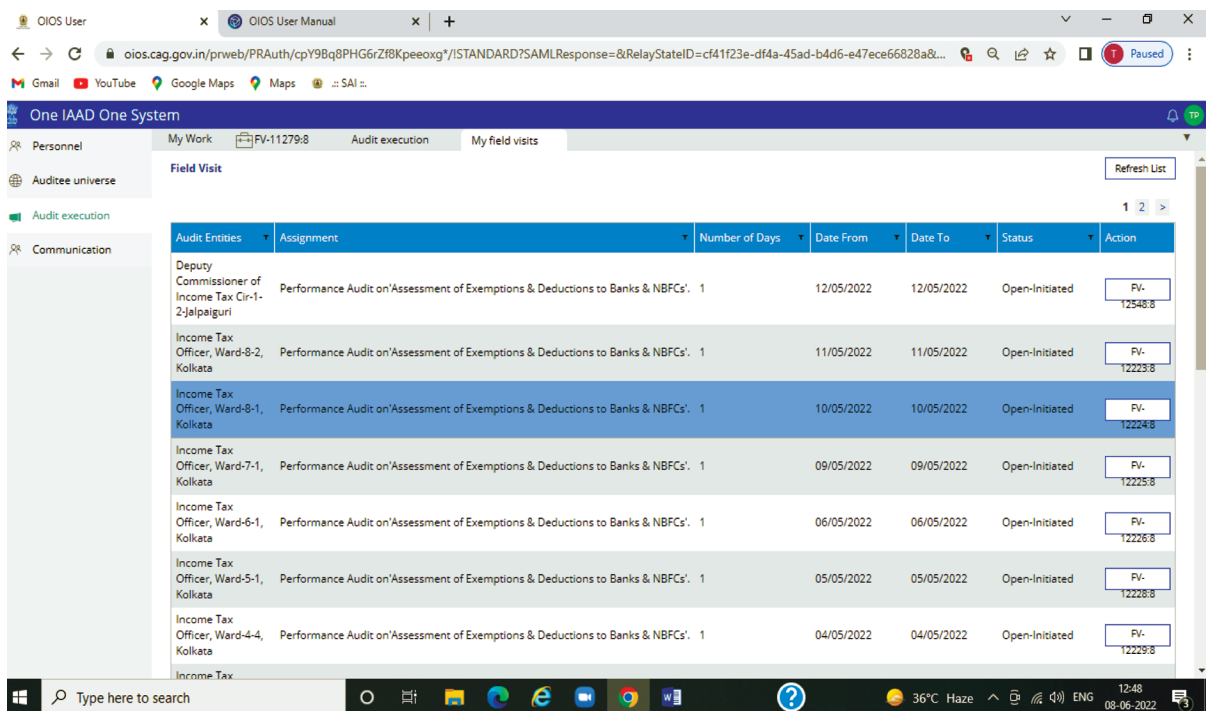 OIOS User
OIOS User Manual
oios.cag.gov.in/prweb/PRAuth/cpY9Bq8PHG6rZf8Kpeeoxg*/!STANDARD?SAMLResponse=&RelayStateID=cf41f23e-df4a-45ad-b4d6-e47ece66828a&...
T Paused
Gmail YouTube Google Maps Maps .:: SAI ::.
One IAAD One System
TP
Personnel
Auditee universe
Audit execution
Communication
My Work FV-11279:8 Audit execution My field visits
Field Visit
Refresh List
1 2 >
Audit Entities Assignment Number of Days Date From Date To Status Action
Deputy
Commissioner of
Income Tax Cir-1-
2-Jalpaiguri
Performance Audit on'Assessment of Exemptions & Deductions to Banks & NBFCs'. 1 12/05/2022 12/05/2022 Open-Initiated
FV-
12548:8
Income Tax
Officer, Ward-8-2,
Kolkata
Performance Audit on'Assessment of Exemptions & Deductions to Banks & NBFCs'. 1 11/05/2022 11/05/2022 Open-Initiated
FV-
12223:8
Income Tax
Officer, Ward-8-1,
Kolkata
Performance Audit on'Assessment of Exemptions & Deductions to Banks & NBFCs'. 1 10/05/2022 10/05/2022 Open-Initiated
FV-
12224:8
Income Tax
Officer, Ward-7-1,
Kolkata
Performance Audit on'Assessment of Exemptions & Deductions to Banks & NBFCs'. 1 09/05/2022 09/05/2022 Open-Initiated
FV-
12225:8
Income Tax
Officer, Ward-6-1,
Kolkata
Performance Audit on'Assessment of Exemptions & Deductions to Banks & NBFCs'. 1 06/05/2022 06/05/2022 Open-Initiated
FV-
12226:8
Income Tax
Officer, Ward-5-1,
Kolkata
Performance Audit on'Assessment of Exemptions & Deductions to Banks & NBFCs'. 1 05/05/2022 05/05/2022 Open-Initiated
FV-
12228:8
Income Tax
Officer, Ward-4-4,
Kolkata
Performance Audit on'Assessment of Exemptions & Deductions to Banks & NBFCs'. 1 04/05/2022 04/05/2022 Open-Initiated
FV-
12229:8
Income Tax
Type here to search
36°C Haze ENG
12:48
08-06-2022
3